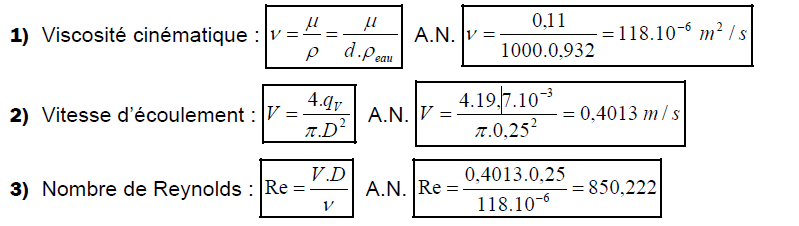 1) Viscosité cinématique : ν = μ/ρ = μ/(d.ρ_eau) A.N. ν = 0,11/(1000.0,932) = 118.10⁻⁶ m²/s
2) Vitesse d’écoulement : V = 4.q_V/(π.D²) A.N. V = 4.19,7.10⁻³/(π.0,25²) = 0,4013 m/s
3) Nombre de Reynolds : Re = V.D/ν A.N. Re = 0,4013.0,25/(118.10⁻⁶) = 850,222